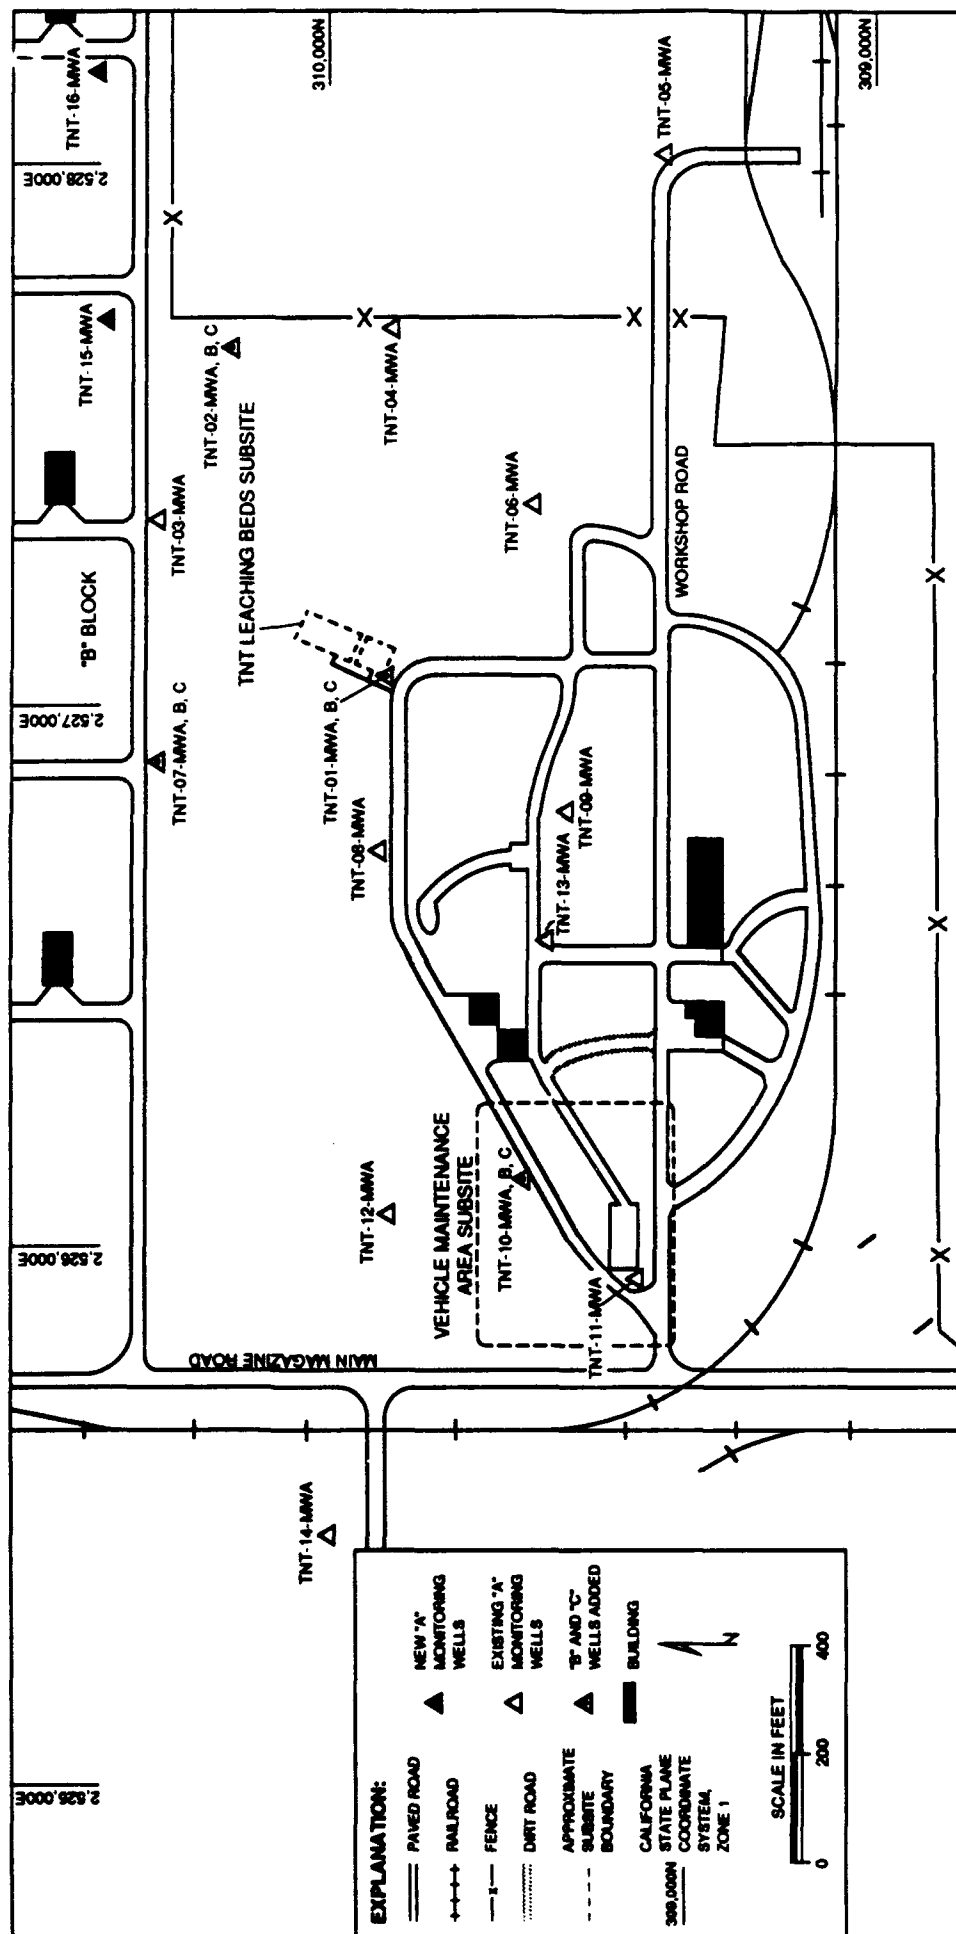 TNT-16-MWA
2,528,000E
310,000N
TNT-05-MWA
309,000N
TNT-15-MWA
TNT-02-MWA, B, C
TNT-04-MWA
TNT-03-MWA
TNT LEACHING BEDS SUBSITE
TNT-06-MWA
WORKSHOP ROAD
"B" BLOCK
2,527,000E
TNT-07-MWA, B, C
TNT-01-MWA, B, C
TNT-08-MWA
TNT-09-MWA
TNT-13-MWA
VEHICLE MAINTENANCE
AREA SUBSITE
TNT-12-MWA
TNT-10-MWA, B, C
2,526,000E
TNT-11-MWA
MAIN MAGAZINE ROAD
TNT-14-MWA
2,525,000E
EXPLANATION:
PAVED ROAD
RAILROAD
FENCE
DIRT ROAD
APPROXIMATE
SUBSITE
BOUNDARY
309,000N
CALIFORNIA
STATE PLANE
COORDINATE
SYSTEM,
ZONE 1
NEW "A"
MONITORING
WELLS
EXISTING "A"
MONITORING
WELLS
"B" AND "C"
WELLS ADDED
BUILDING
N
SCALE IN FEET
0 200 400
X
X
X
X
X
X
X